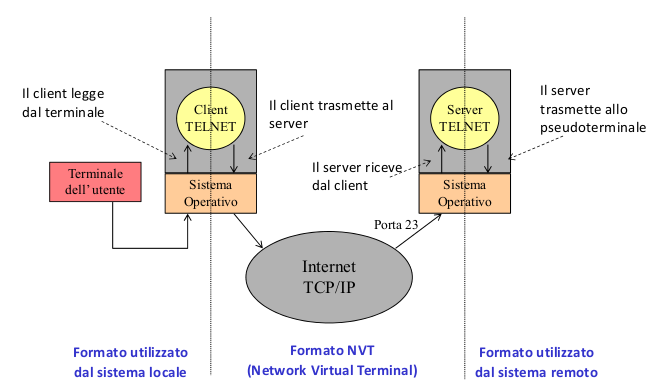 Il client legge
dal terminale
Client
TELNET
Il client trasmette al
server
Server
TELNET
Il server
trasmette allo
pseudoterminale
Il server riceve
dal client
Terminale
dell'utente
Sistema
Operativo
Sistema
Operativo
Porta 23
Internet
TCP/IP
Formato utilizzato
dal sistema locale
Formato NVT
(Network Virtual Terminal)
Formato utilizzato
dal sistema remoto